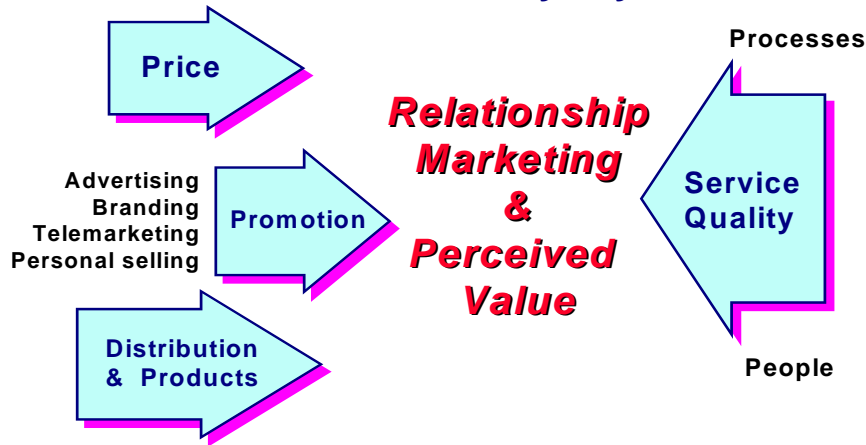 Price
Processes
Relationship
Marketing
&
Perceived
Value
Advertising
Branding
Telemarketing
Personal selling
Promotion
Service
Quality
Distribution
& Products
People